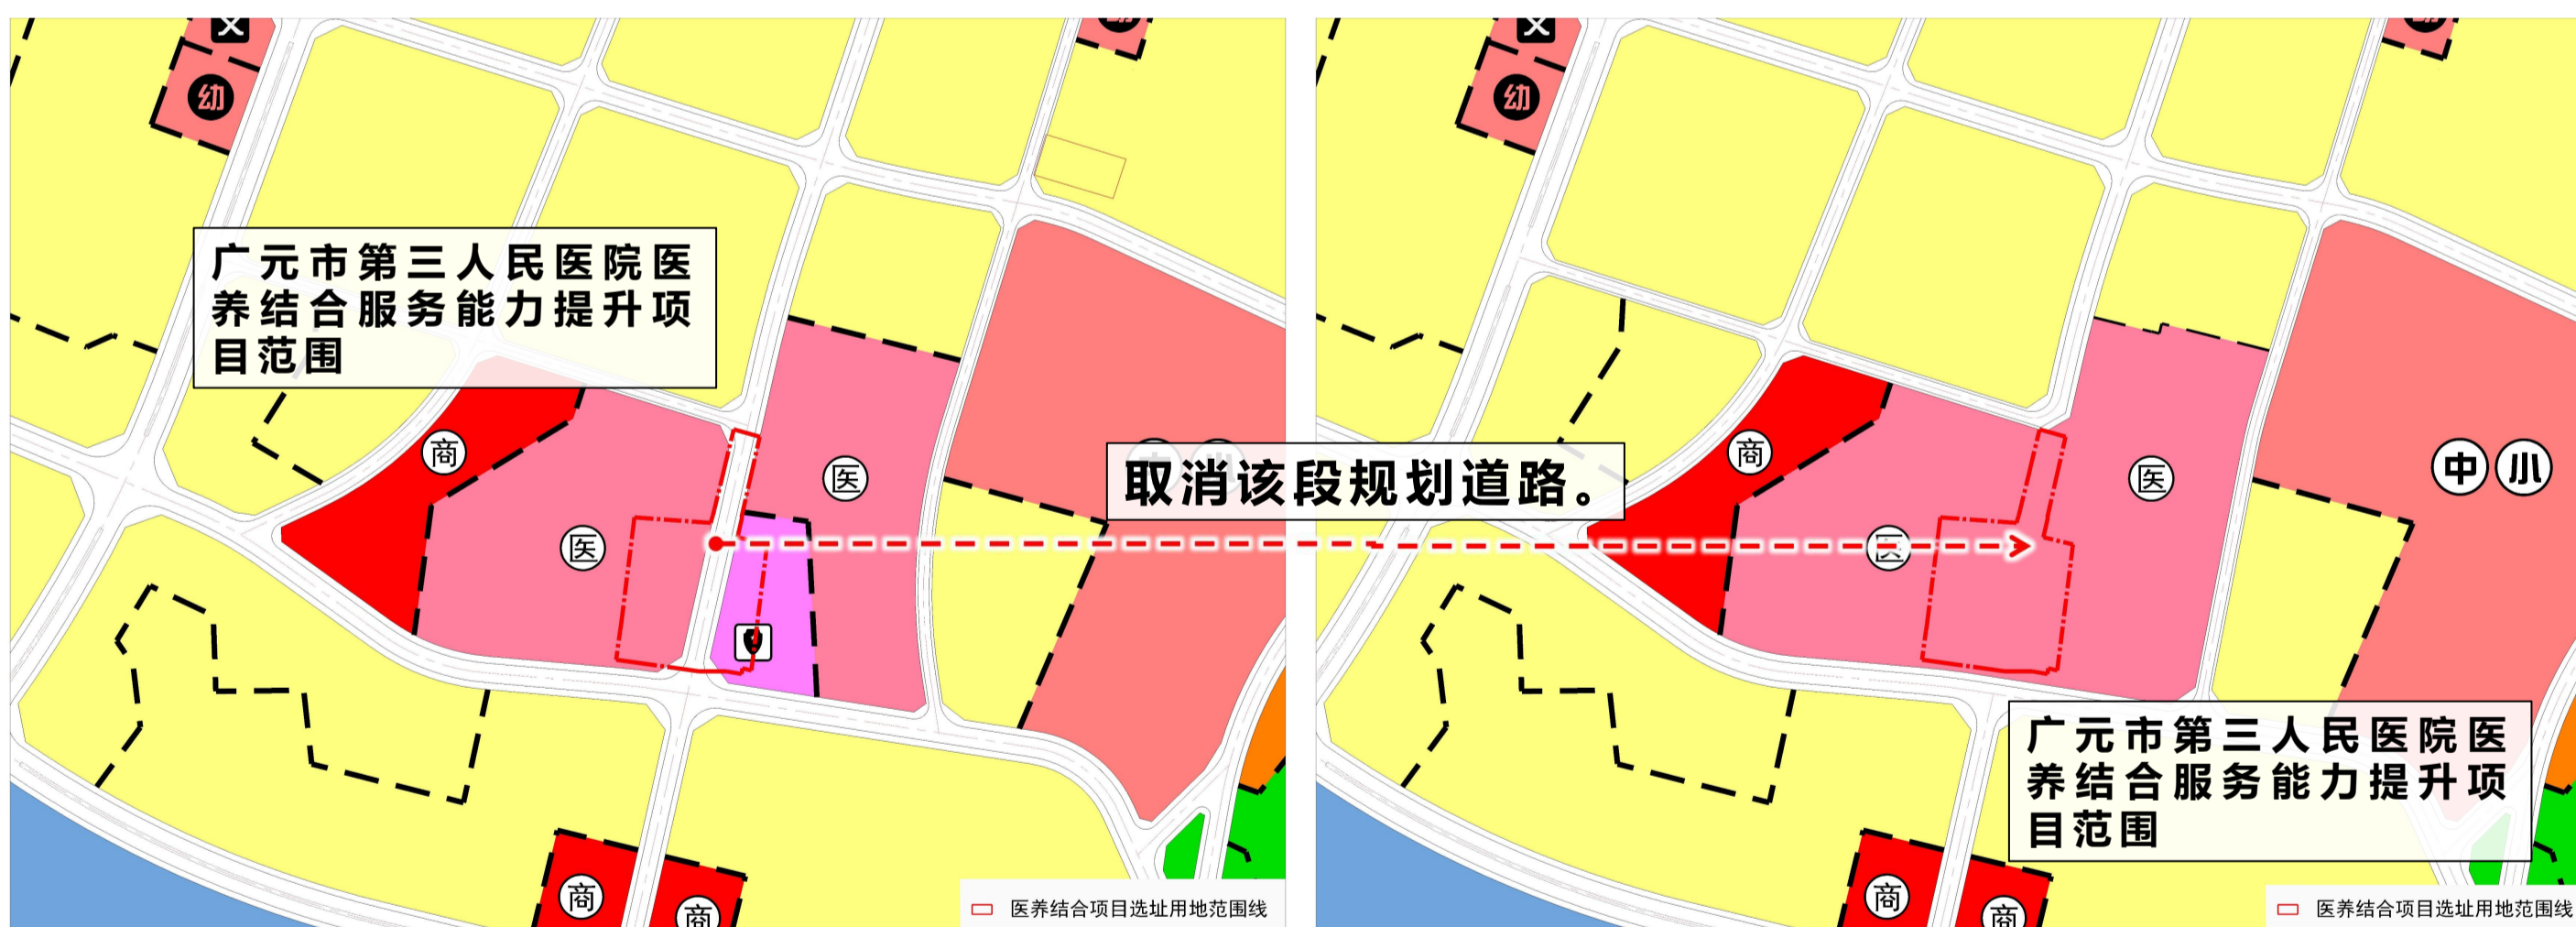 文
幼
幼
广元市第三人民医院医
养结合服务能力提升项
目范围
商
医
医
商
商
医养结合项目选址用地范围线
取消该段规划道路。
文
幼
幼
商
医
医
中 小
广元市第三人民医院医
养结合服务能力提升项
目范围
商
商
医养结合项目选址用地范围线